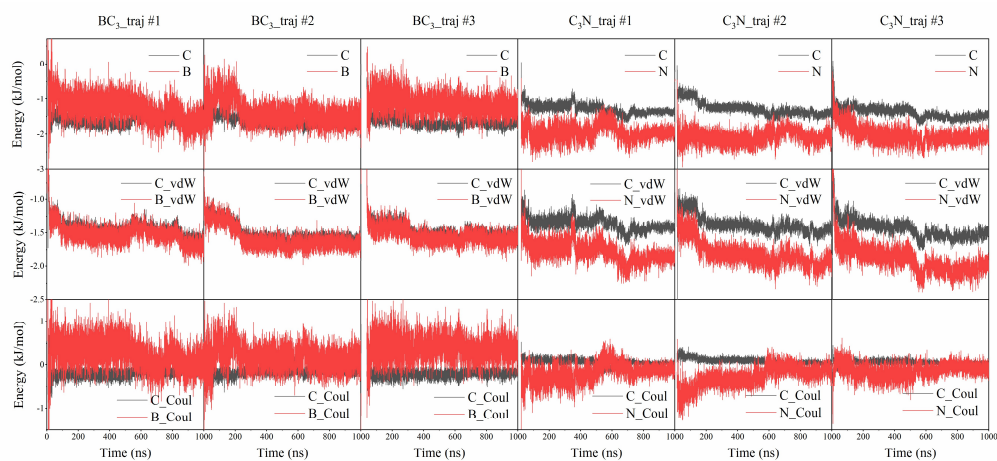 BC₃_traj #1 BC₃_traj #2 BC₃_traj #3 C₃N_traj #1 C₃N_traj #2 C₃N_traj #3
C C C C C C
B B B N N N
Energy (kJ/mol)
0
-1
-2
-3
C_vdW C_vdW C_vdW C_vdW C_vdW C_vdW
B_vdW B_vdW B_vdW N_vdW N_vdW N_vdW
Energy (kJ/mol)
-1.0
-1.5
-2.0
-2.5
Energy (kJ/mol)
1
0
-1
C_Coul C_Coul C_Coul C_Coul C_Coul C_Coul
B_Coul B_Coul B_Coul N_Coul N_Coul N_Coul
0 200 400 600 800 1000 200 400 600 800 1000 200 400 600 800 1000 200 400 600 800 1000 200 400 600 800 1000 200 400 600 800 1000
Time (ns) Time (ns) Time (ns) Time (ns) Time (ns) Time (ns)